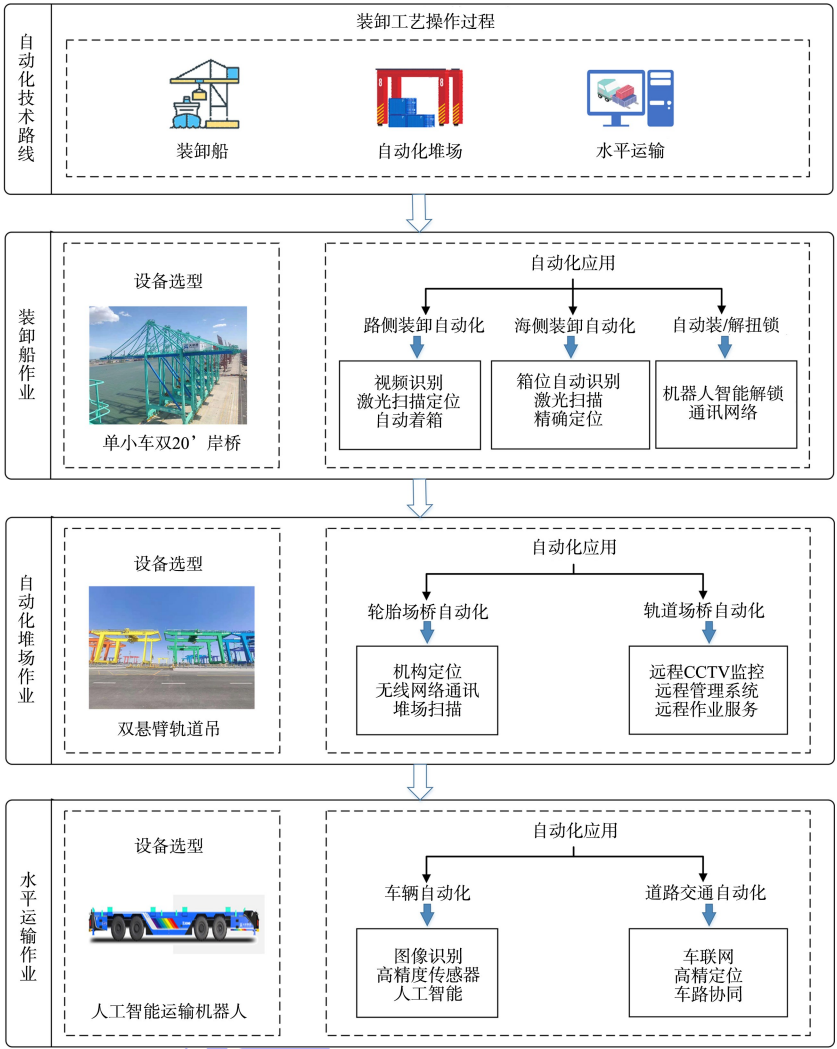 自动化技术路线
装卸工艺操作过程
装卸船
自动化堆场
水平运输
装卸船作业
设备选型
单小车双20’岸桥
自动化应用
路侧装卸自动化
海侧装卸自动化
自动装/解扭锁
视频识别
激光扫描定位
自动着箱
箱位自动识别
激光扫描
精确定位
机器人智能解锁
通讯网络
自动化堆场作业
设备选型
双悬臂轨道吊
自动化应用
轮胎场桥自动化
轨道场桥自动化
机构定位
无线网络通讯
堆场扫描
远程CCTV监控
远程管理系统
远程作业服务
水平运输作业
设备选型
人工智能运输机器人
自动化应用
车辆自动化
道路交通自动化
图像识别
高精度传感器
人工智能
车联网
高精定位
车路协同